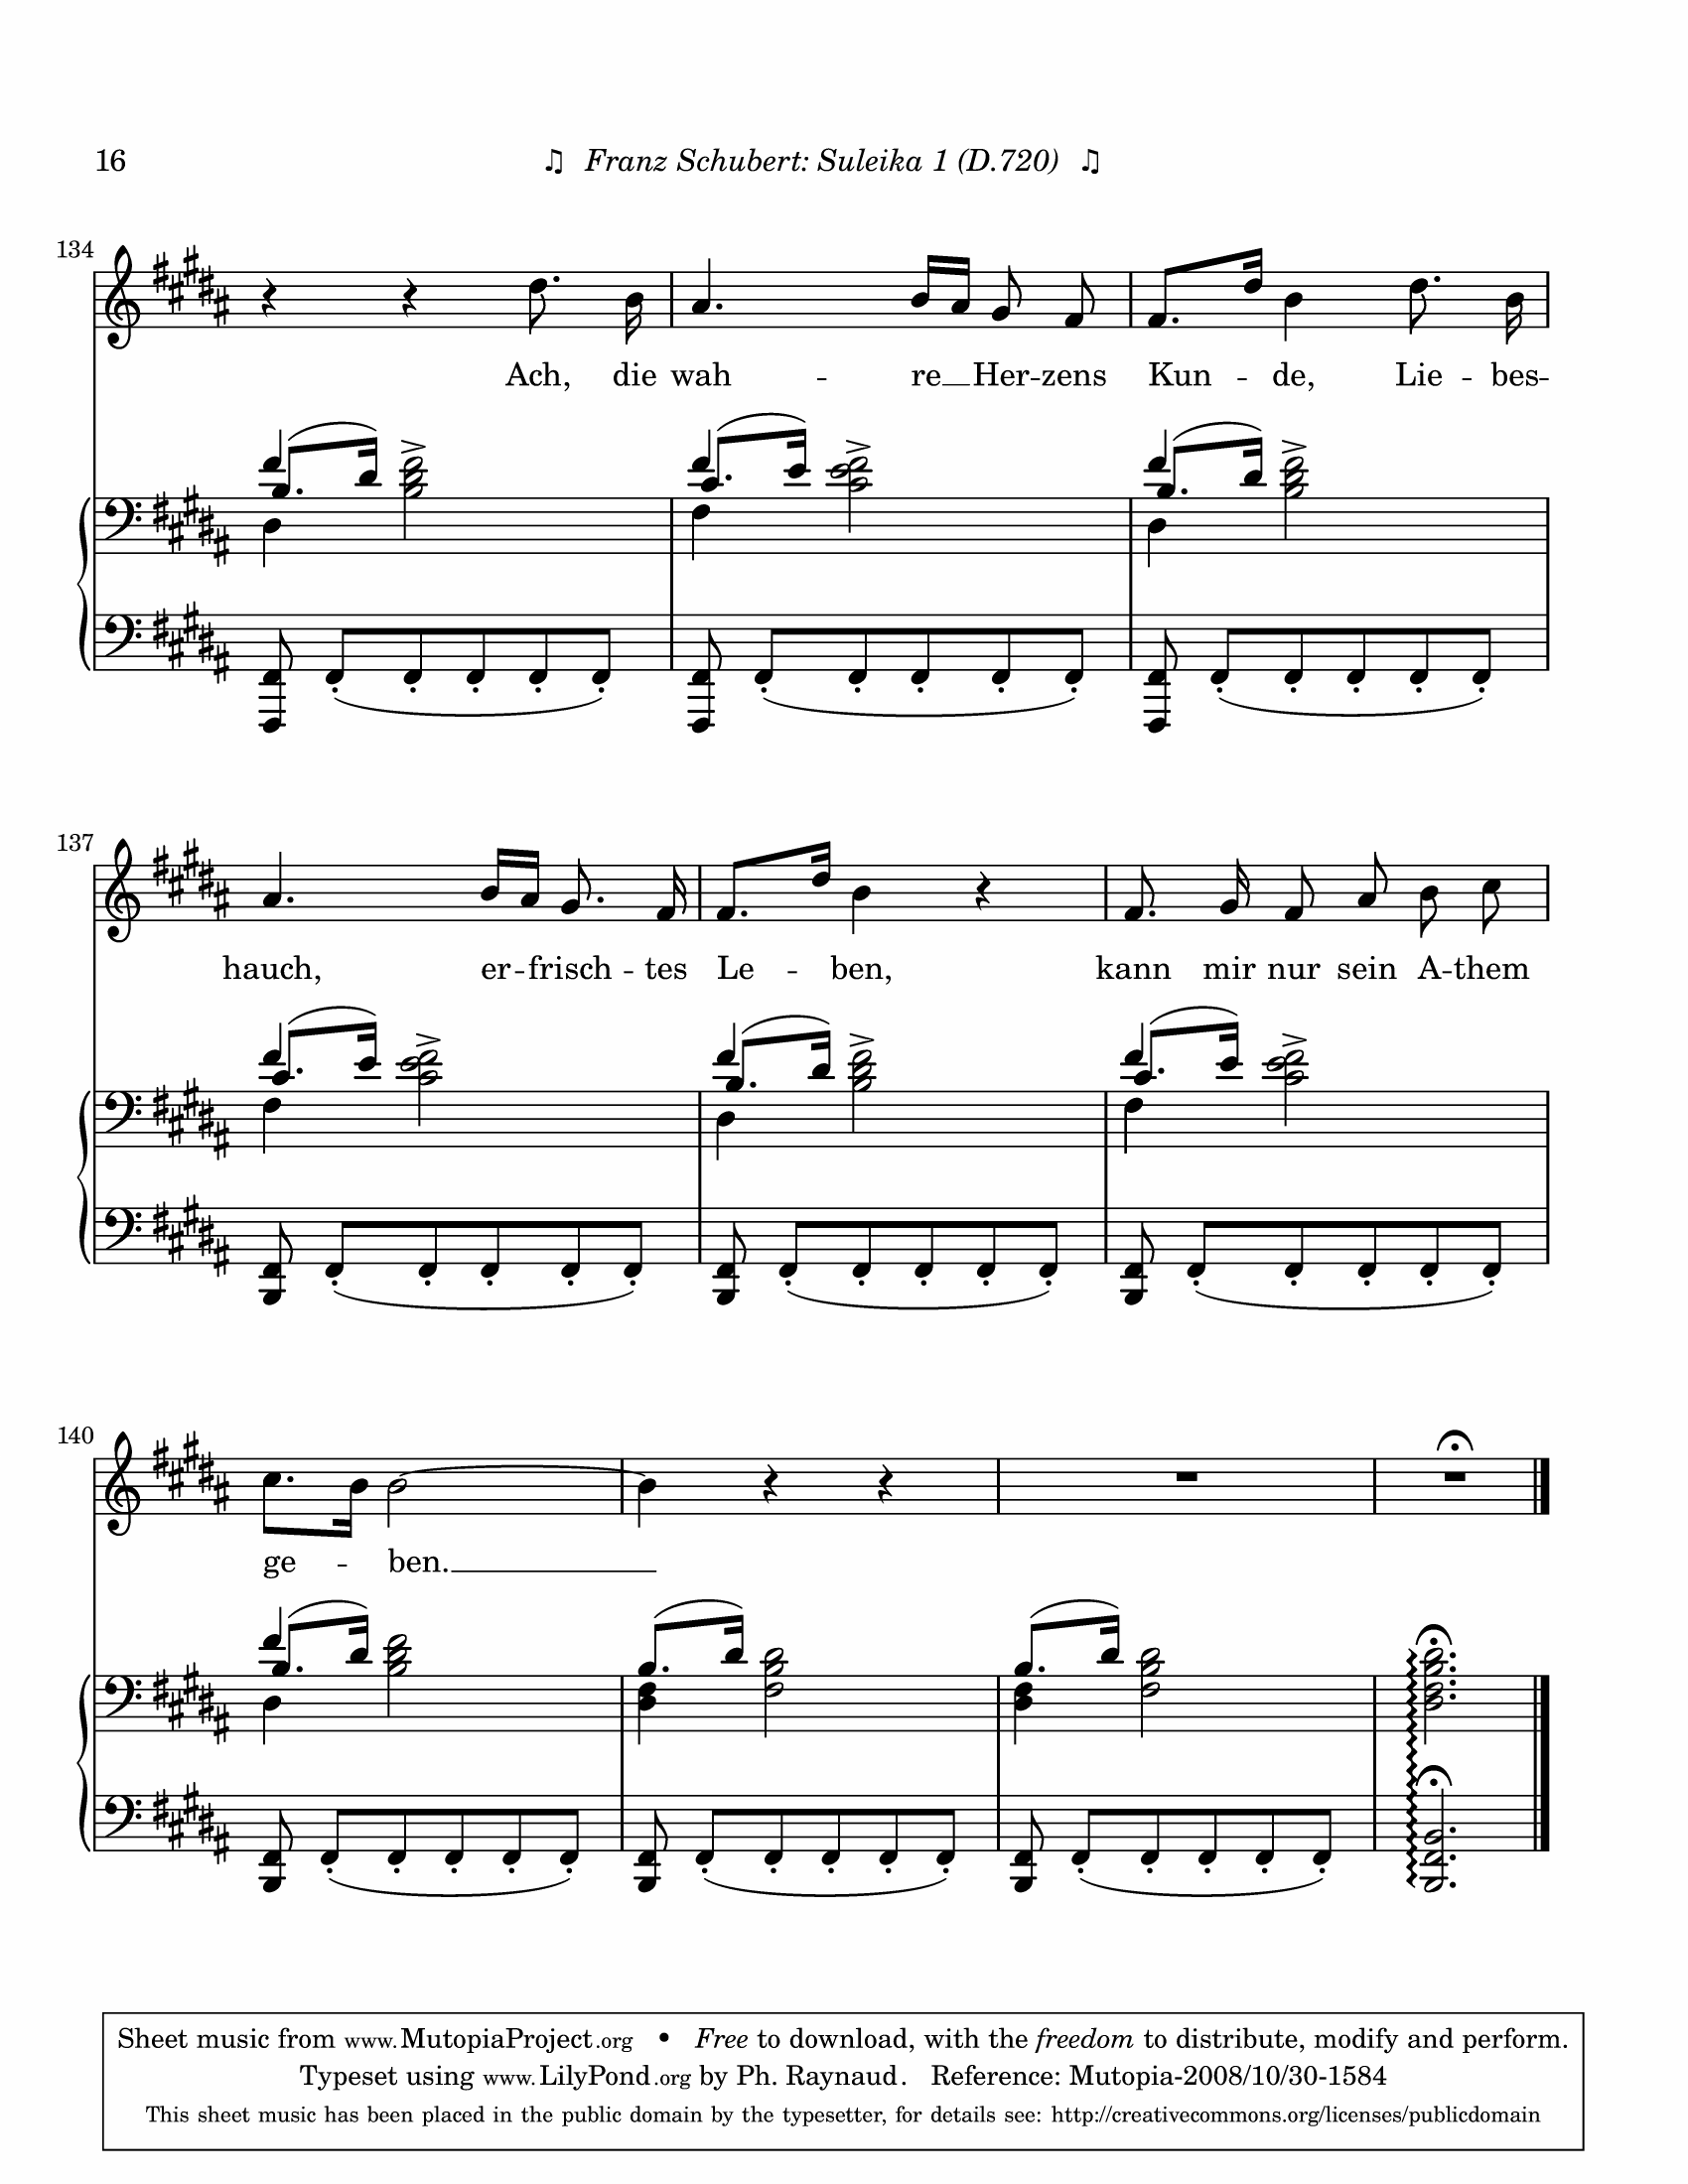 16 ♫ Franz Schubert: Suleika 1 (D.720) ♫
134
Ach, die wah - re __ Her - zens Kun - de, Lie - bes -
137
hauch, er - frisch - tes Le - ben, kann mir nur sein A - them
140
ge - ben. __
Sheet music from www.MutopiaProject.org • Free to download, with the freedom to distribute, modify and perform.
Typeset using www.LilyPond.org by Ph. Raynaud. Reference: Mutopia-2008/10/30-1584
This sheet music has been placed in the public domain by the typesetter, for details see: http://creativecommons.org/licenses/publicdomain